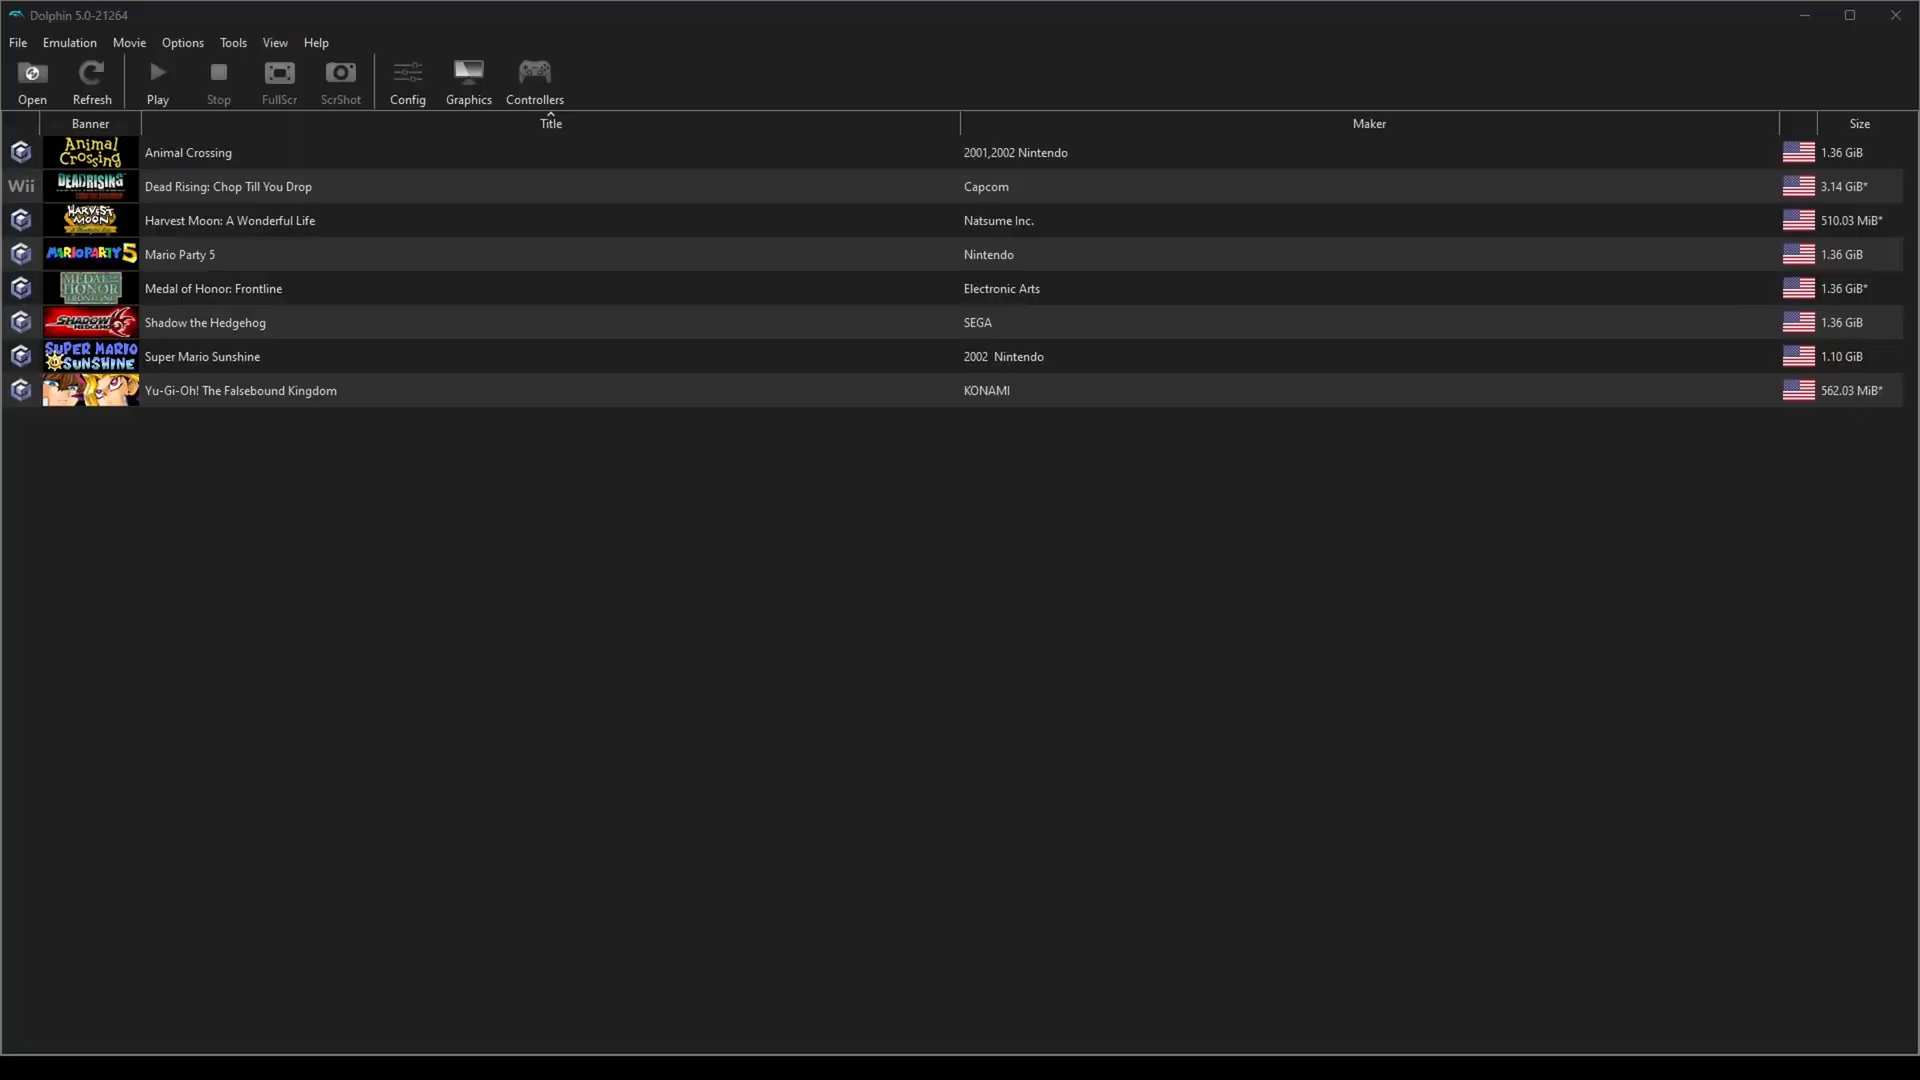 Dolphin 5.0-21264
File Emulation Movie Options Tools View Help
Open Refresh Play Stop FullScr ScrShot Config Graphics Controllers
Banner Title Maker Size
Animal Crossing Animal Crossing 2001,2002 Nintendo 1.36 GiB
Wii DEADRISING Dead Rising: Chop Till You Drop Capcom 3.14 GiB*
HARVEST MOON Harvest Moon: A Wonderful Life Natsume Inc. 510.03 MiB*
MARIOPARTY 5 Mario Party 5 Nintendo 1.36 GiB
MEDAL HONOR FRONTLINE Medal of Honor: Frontline Electronic Arts 1.36 GiB*
SHADOW Shadow the Hedgehog SEGA 1.36 GiB
SUPER MARIO SUNSHINE Super Mario Sunshine 2002  Nintendo 1.10 GiB
Yu-Gi-Oh! The Falsebound Kingdom KONAMI 562.03 MiB*